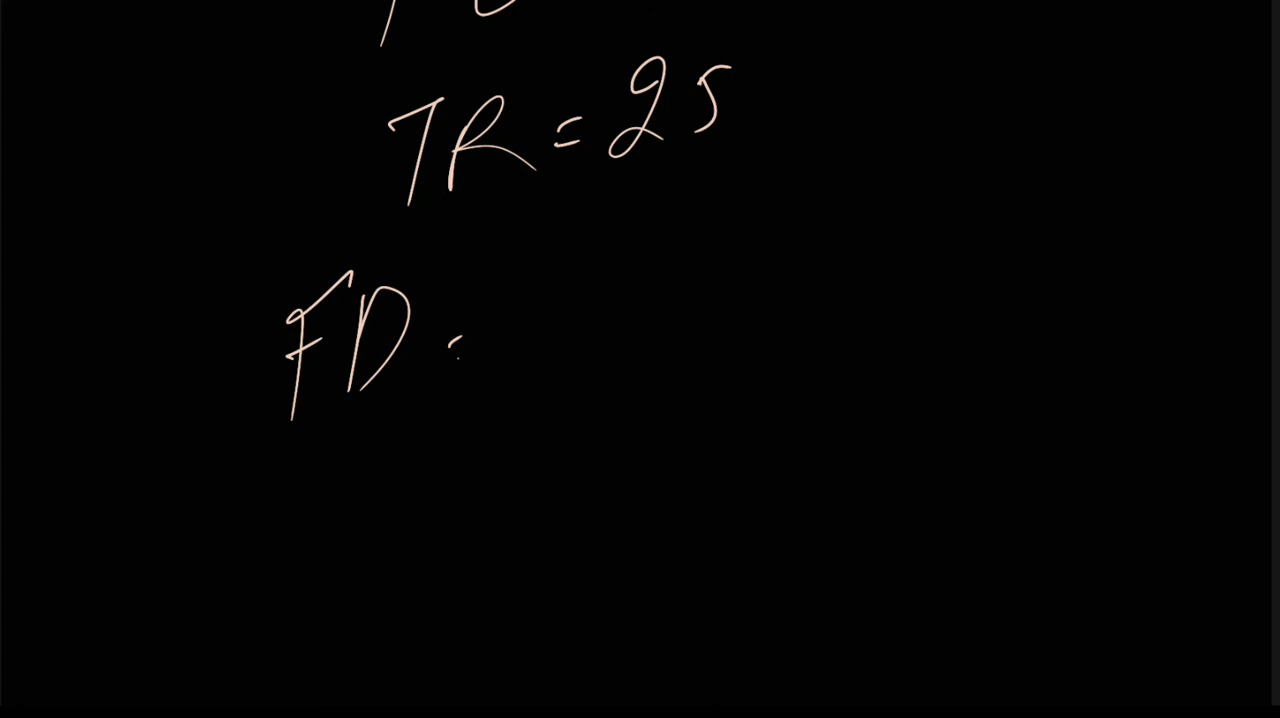 TR = 25
FD =